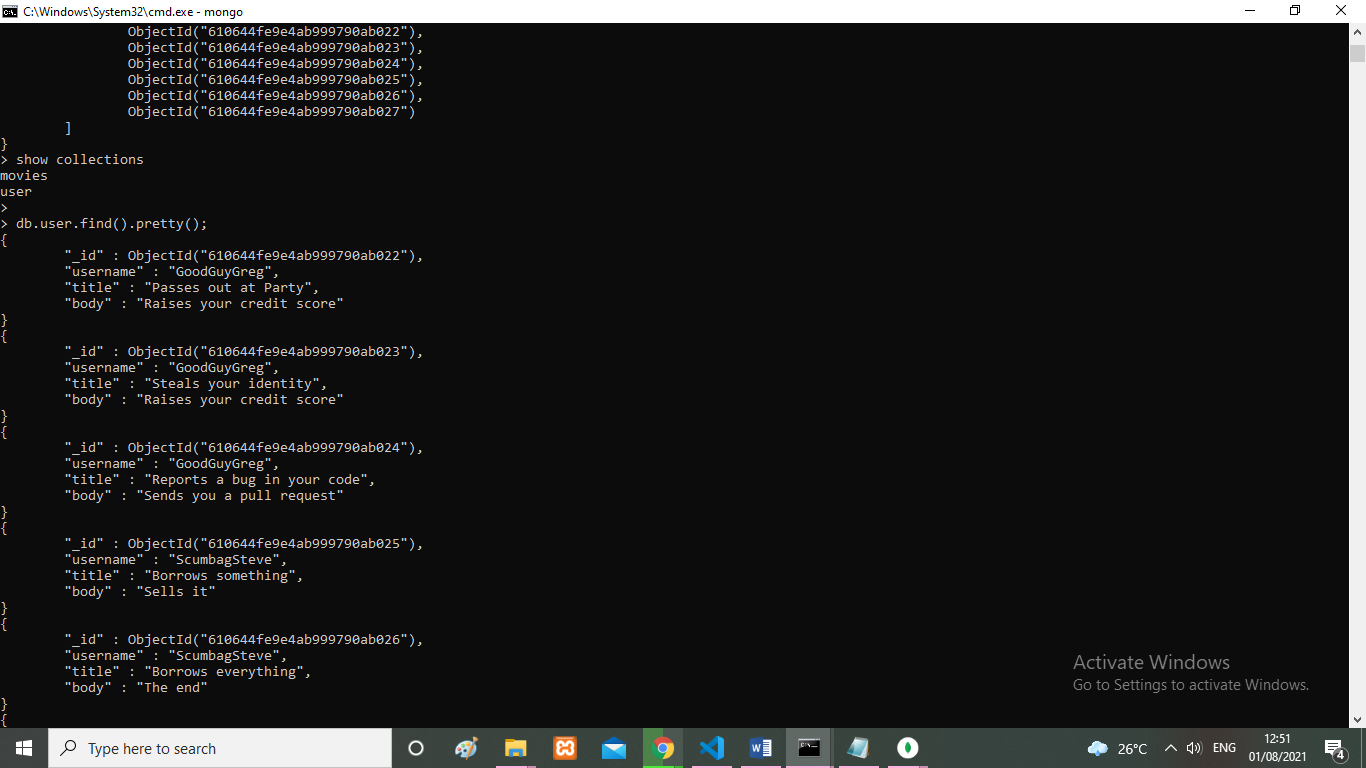 C:\Windows\System32\cmd.exe - mongo
ObjectId("610644fe9e4ab999790ab022"),
ObjectId("610644fe9e4ab999790ab023"),
ObjectId("610644fe9e4ab999790ab024"),
ObjectId("610644fe9e4ab999790ab025"),
ObjectId("610644fe9e4ab999790ab026"),
ObjectId("610644fe9e4ab999790ab027")
]
}
> show collections
movies
user
>
> db.user.find().pretty();
{
"_id" : ObjectId("610644fe9e4ab999790ab022"),
"username" : "GoodGuyGreg",
"title" : "Passes out at Party",
"body" : "Raises your credit score"
}
{
"_id" : ObjectId("610644fe9e4ab999790ab023"),
"username" : "GoodGuyGreg",
"title" : "Steals your identity",
"body" : "Raises your credit score"
}
{
"_id" : ObjectId("610644fe9e4ab999790ab024"),
"username" : "GoodGuyGreg",
"title" : "Reports a bug in your code",
"body" : "Sends you a pull request"
}
{
"_id" : ObjectId("610644fe9e4ab999790ab025"),
"username" : "ScumbagSteve",
"title" : "Borrows something",
"body" : "Sells it"
}
{
"_id" : ObjectId("610644fe9e4ab999790ab026"),
"username" : "ScumbagSteve",
"title" : "Borrows everything",
"body" : "The end"
}
{
Activate Windows
Go to Settings to activate Windows.
Type here to search
26°C
ENG
12:51
01/08/2021
4